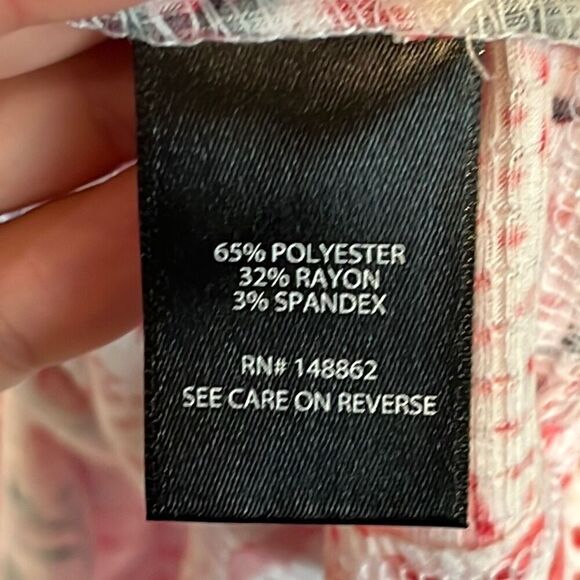 65% POLYESTER
32% RAYON
3% SPANDEX
RN# 148862
SEE CARE ON REVERSE